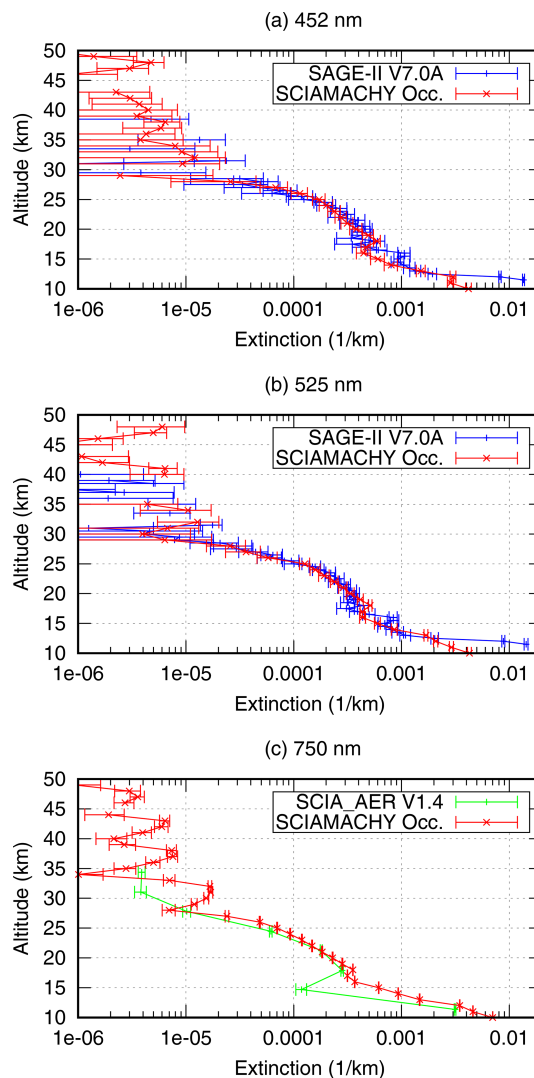 (a) 452 nm
50
45
40
35
30
25
20
15
10
Altitude (km)
SAGE-II V7.0A
SCIAMACHY Occ.
1e-06 1e-05 0.0001 0.001 0.01
Extinction (1/km)
(b) 525 nm
50
45
40
35
30
25
20
15
10
Altitude (km)
SAGE-II V7.0A
SCIAMACHY Occ.
1e-06 1e-05 0.0001 0.001 0.01
Extinction (1/km)
(c) 750 nm
50
45
40
35
30
25
20
15
10
Altitude (km)
SCIA_AER V1.4
SCIAMACHY Occ.
1e-06 1e-05 0.0001 0.001 0.01
Extinction (1/km)